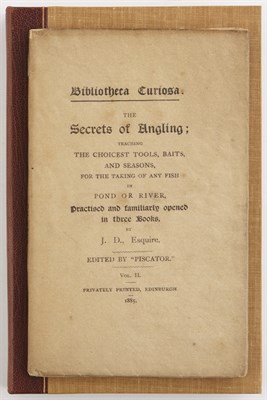 Bibliotheca Curiosa.
THE
Secrets of Angling;
TEACHING
THE CHOICEST TOOLS, BAITS,
AND SEASONS,
FOR THE TAKING OF ANY FISH
IN
POND OR RIVER,
Practised and familiarly opened
in three Books,
BY
J. D., Esquire.
EDITED BY "PISCATOR."
VOL. II.
PRIVATELY PRINTED, EDINBURGH
1885.